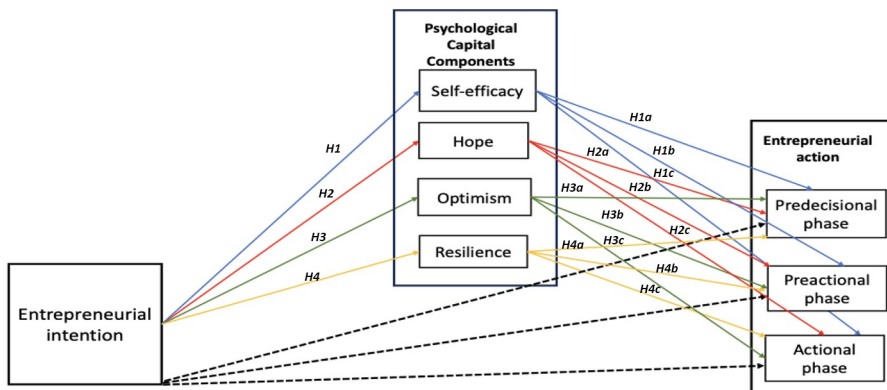 Psychological
Capital
Components
Self-efficacy
Hope
Optimism
Resilience
Entrepreneurial
intention
H1
H2
H3
H4
H1a
H1b
H1c
H2a
H2b
H2c
H3a
H3b
H3c
H4a
H4b
H4c
Entrepreneurial
action
Predecisional
phase
Preactional
phase
Actional
phase